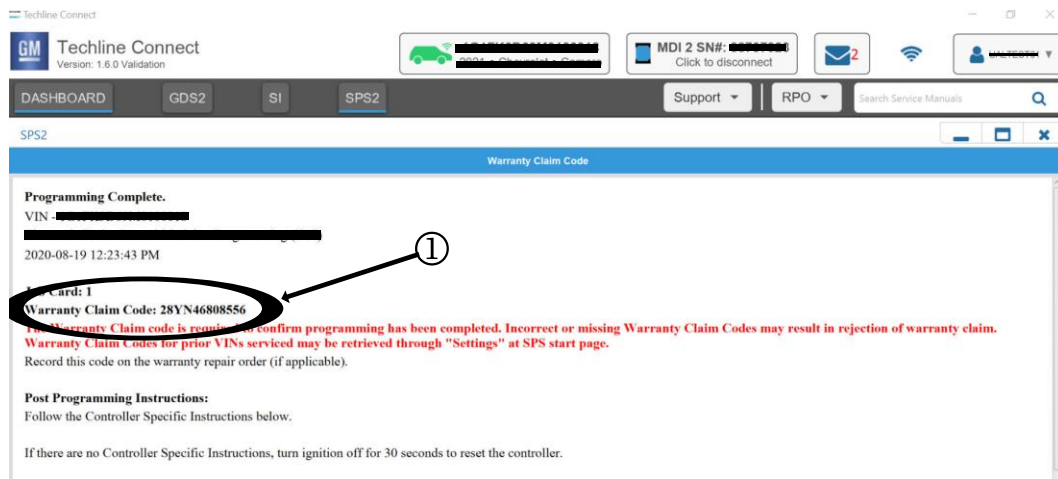 Techline Connect
GM Techline Connect
Version: 1.6.0 Validation
2021 - Chevrolet - Camaro
MDI 2 SN#:
Click to disconnect
2
DASHBOARD GDS2 SI SPS2 Support RPO Search Service Manuals
SPS2
Warranty Claim Code
Programming Complete.
VIN -
2020-08-19 12:23:43 PM
1
Card: 1
Warranty Claim Code: 28YN46808556
Warranty Claim code is required to confirm programming has been completed. Incorrect or missing Warranty Claim Codes may result in rejection of warranty claim.
Warranty Claim Codes for prior VINs serviced may be retrieved through "Settings" at SPS start page.
Record this code on the warranty repair order (if applicable).
Post Programming Instructions:
Follow the Controller Specific Instructions below.
If there are no Controller Specific Instructions, turn ignition off for 30 seconds to reset the controller.